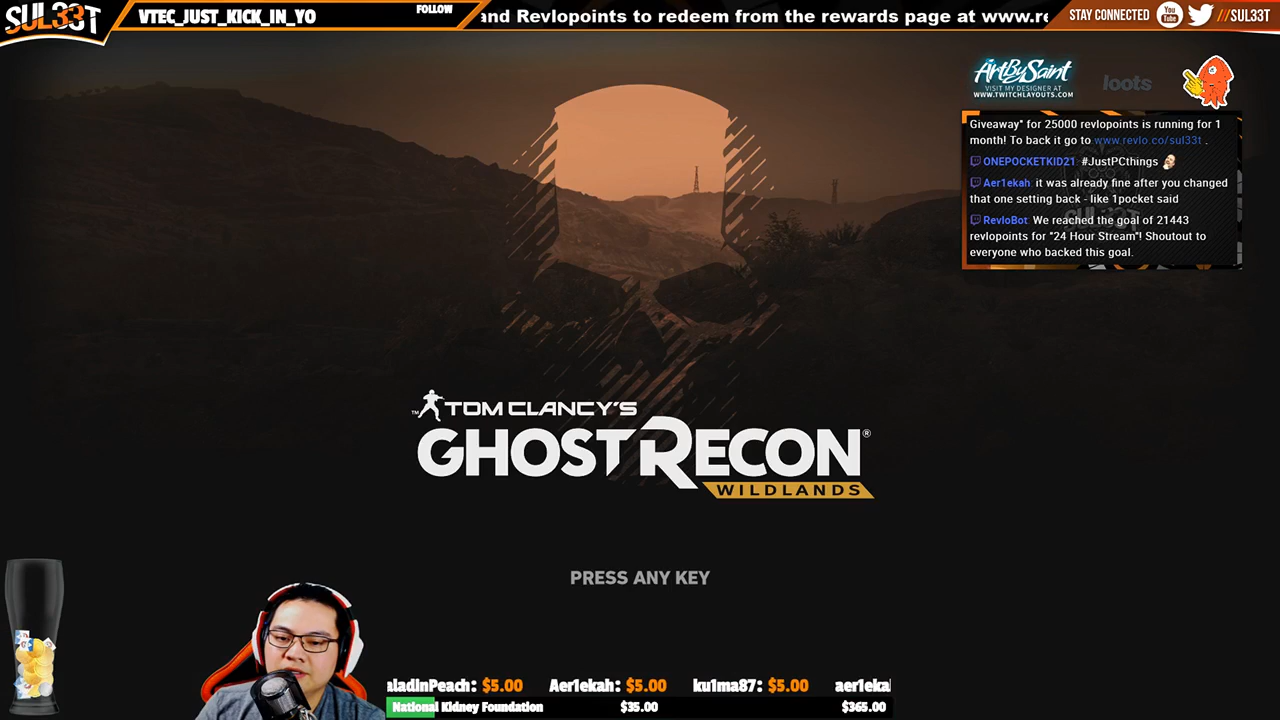 SUL33T
VTEC_JUST_KICK_IN_YO
FOLLOW
and Revlopoints to redeem from the rewards page at www.re
STAY CONNECTED
You Tube
//SUL33T
ArtBySaint
VISIT MY DESIGNER AT
WWW.TWITCHLAYOUTS.COM
loots
Giveaway" for 25000 revlopoints is running for 1
month! To back it go to www.revlo.co/sul33t .
ONEPOCKETKID21: #JustPCthings
Aer1ekah: it was already fine after you changed
that one setting back - like 1pocket said
RevloBot: We reached the goal of 21443
revlopoints for "24 Hour Stream"! Shoutout to
everyone who backed this goal.
TM TOM CLANCY'S
GHOST RECON®
WILDLANDS
PRESS ANY KEY
aladinPeach: $5.00 Aer1ekah: $5.00 ku1ma87: $5.00 aer1eka
National Kidney Foundation $35.00 $365.00